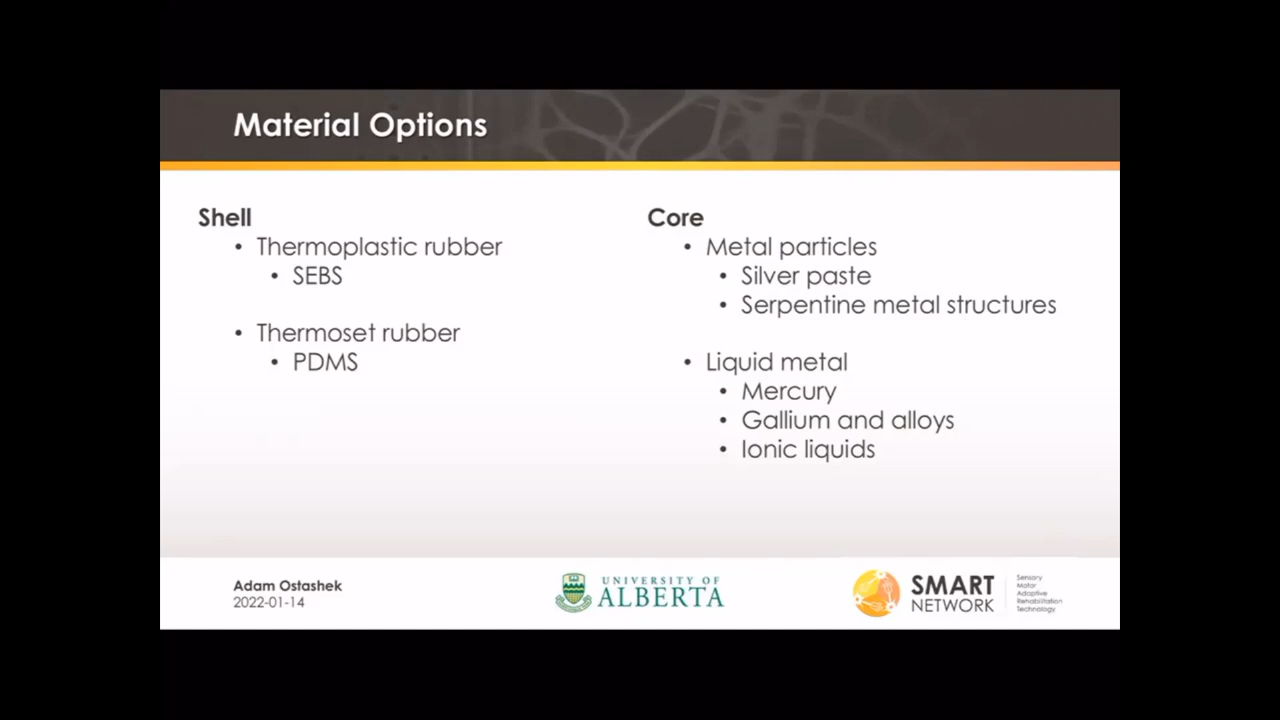 Material Options
Shell
• Thermoplastic rubber
• SEBS
• Thermoset rubber
• PDMS
Core
• Metal particles
• Silver paste
• Serpentine metal structures
• Liquid metal
• Mercury
• Gallium and alloys
• Ionic liquids
Adam Ostashek
2022-01-14
UNIVERSITY OF
ALBERTA
SMART
NETWORK
Sensory
Motor
Adaptive
Rehabilitation
Technology